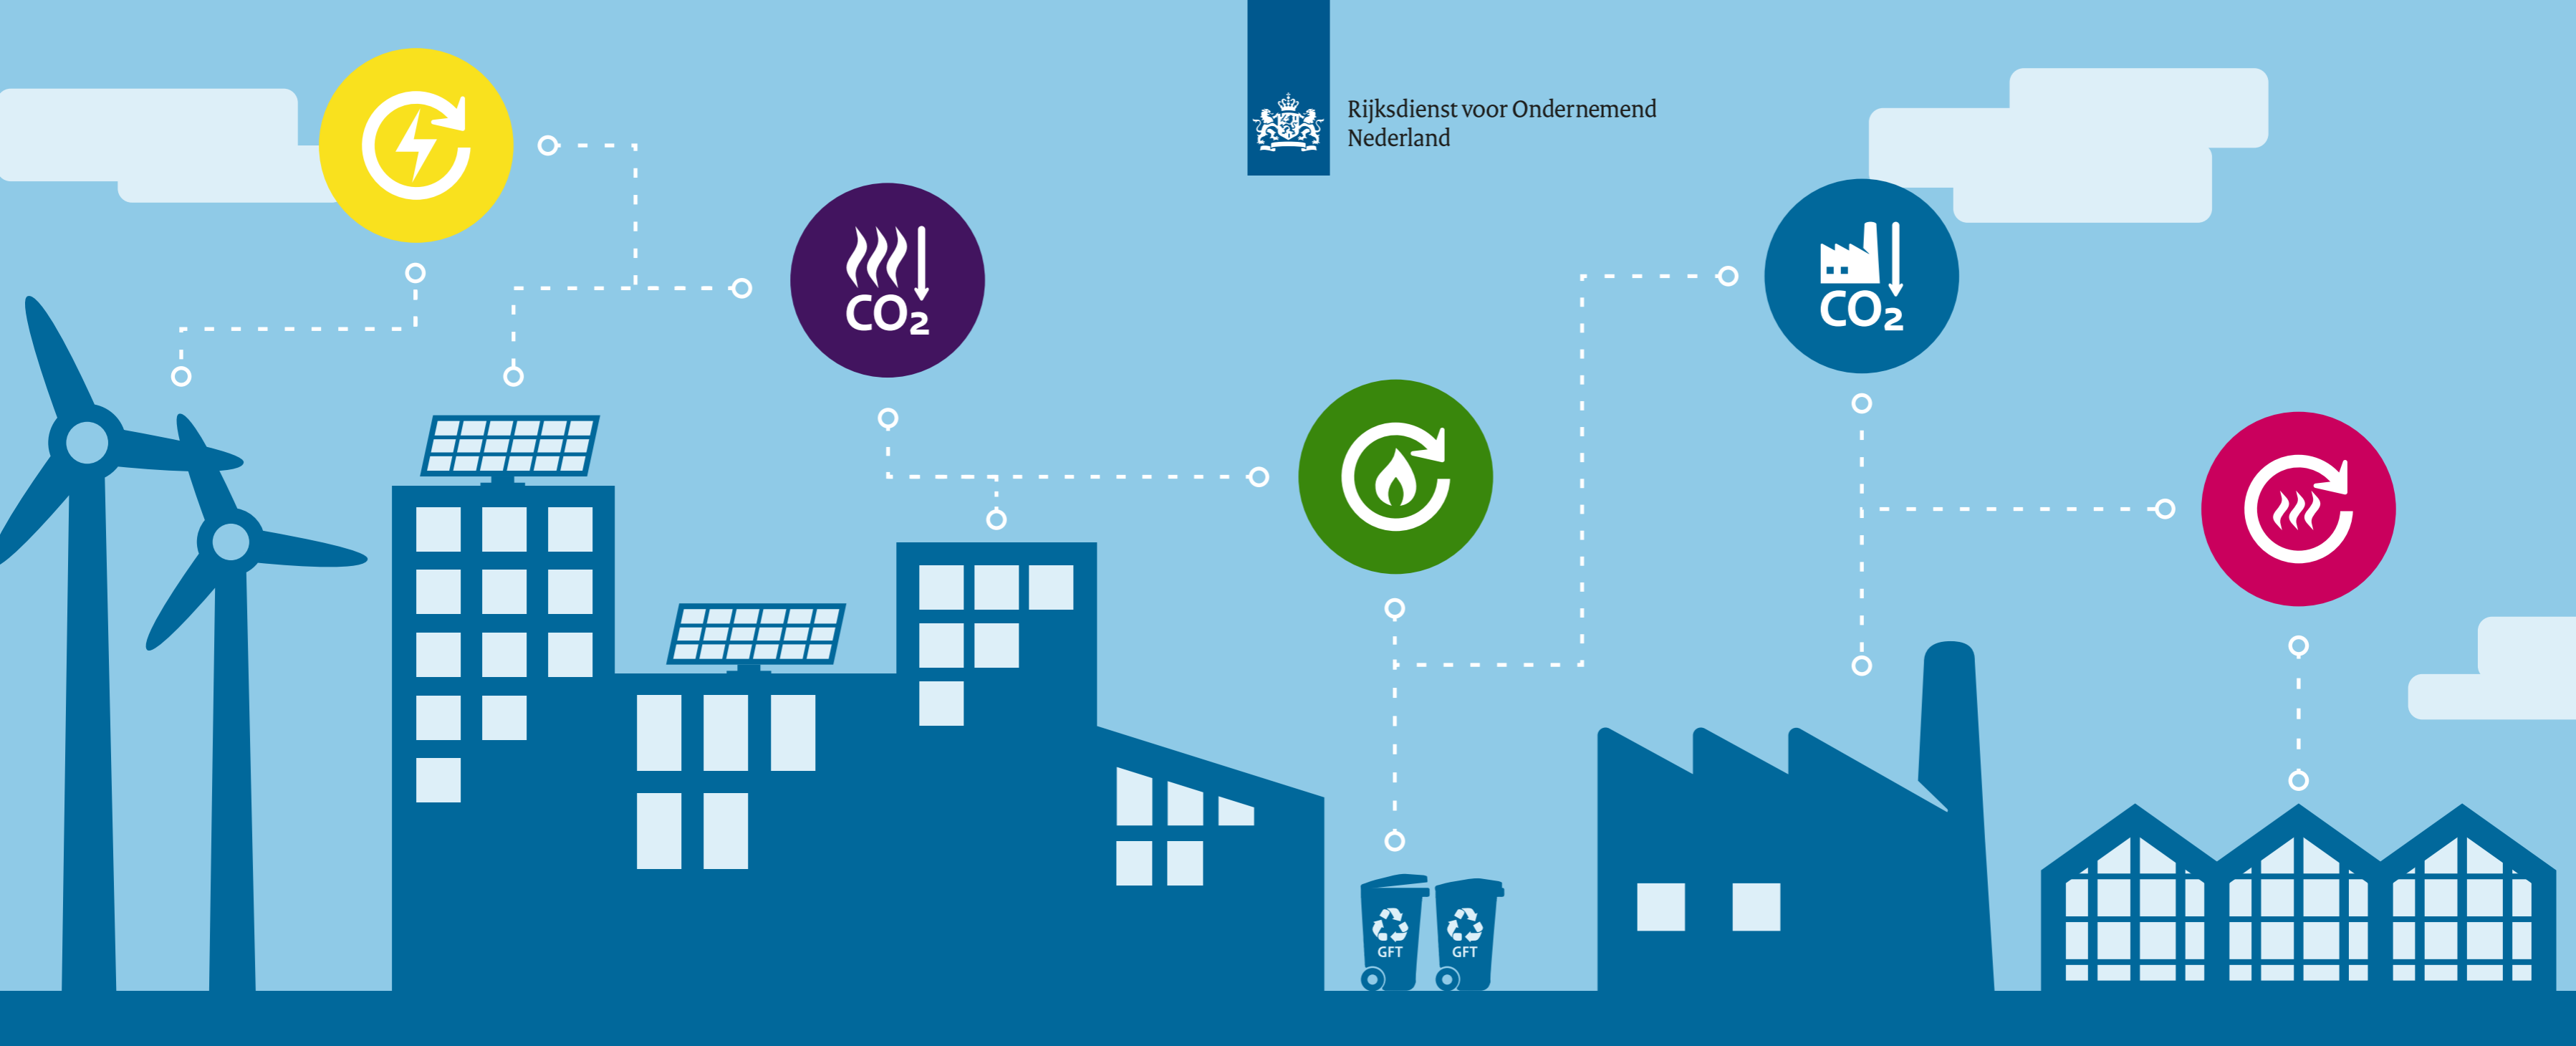 Rijksdienst voor Ondernemend
Nederland
CO₂
CO₂
GFT
GFT